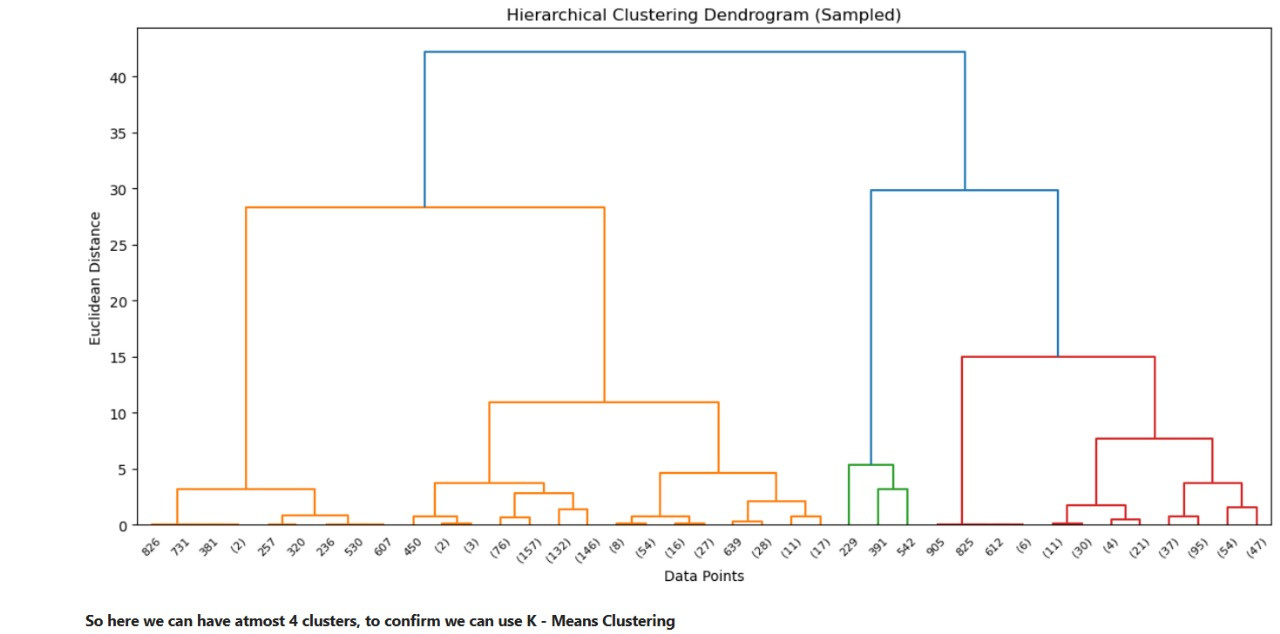 Hierarchical Clustering Dendrogram (Sampled)
40
35
30
25
20
15
10
5
0
Euclidean Distance
826 731 381 (2) 257 320 236 530 607 450 (2) (3) (76) (157) (132) (146) (8) (54) (16) (27) 639 (28) (11) (17) 229 391 542 905 825 612 (6) (11) (30) (4) (21) (37) (95) (54) (47)
Data Points
So here we can have atmost 4 clusters, to confirm we can use K - Means Clustering